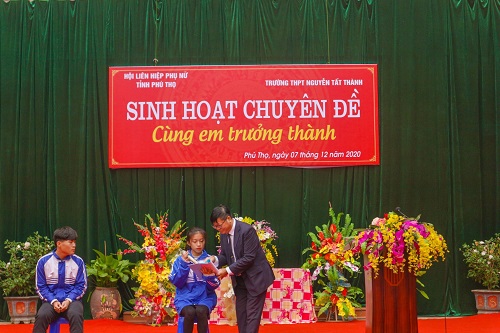 HỘI LIÊN HIỆP PHỤ NỮ TRƯỜNG THPT NGUYỄN TẤT THÀNH
TỈNH PHÚ THỌ
SINH HOẠT CHUYÊN ĐỀ
Cùng em trưởng thành
Phú Thọ, ngày 07 tháng 12 năm 2020